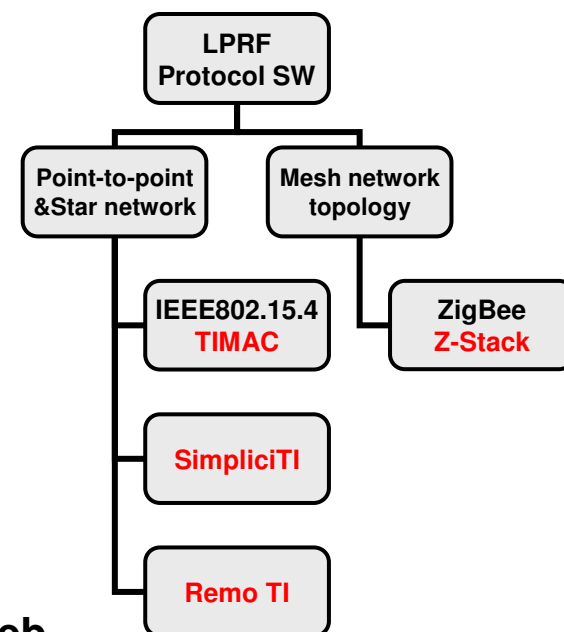 LPRF
Protocol SW
Point-to-point
&Star network
Mesh network
topology
IEEE802.15.4
TIMAC
ZigBee
Z-Stack
SimpliciTI
Remo TI